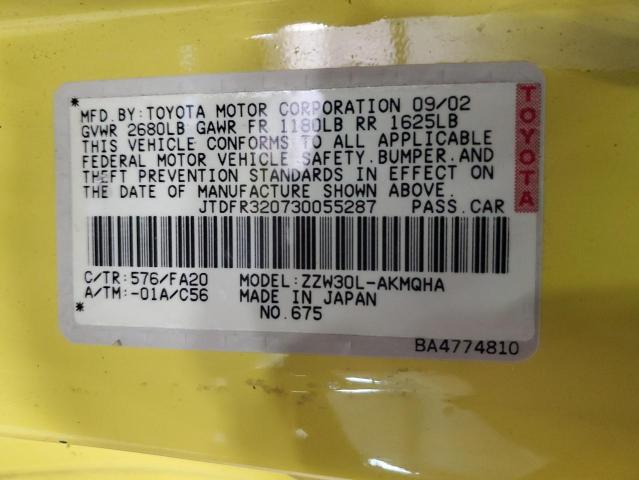 MFD.BY:TOYOTA MOTOR CORPORATION 09/02
GVWR 2680LB GAWR FR 1180LB RR 1625LB
THIS VEHICLE CONFORMS TO ALL APPLICABLE
FEDERAL MOTOR VEHICLE SAFETY.BUMPER.AND
THEFT PREVENTION STANDARDS IN EFFECT ON
THE DATE OF MANUFACTURE SHOWN ABOVE.
JTDFR320730055287 PASS.CAR
C/TR:576/FA20 MODEL:ZZW30L-AKMQHA
A/TM:-01A/C56 MADE IN JAPAN
NO.675
BA4774810
TOYOTA